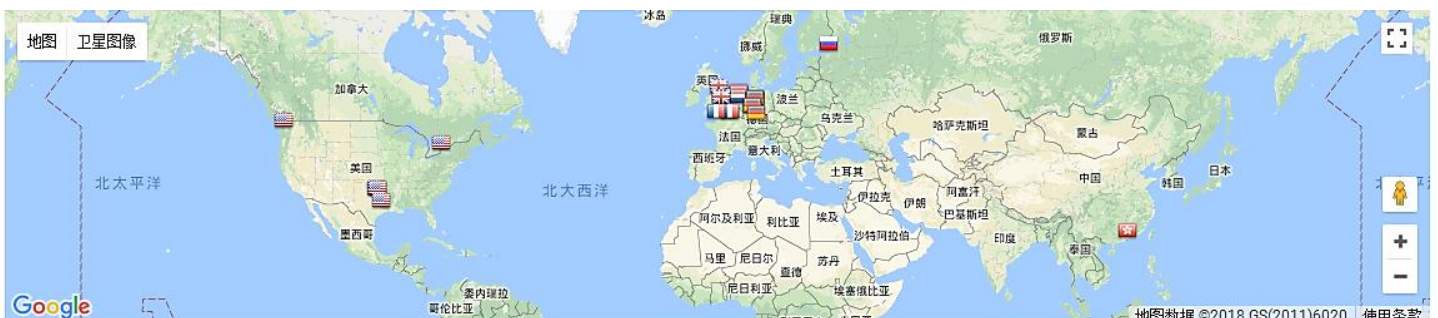 冰岛
瑞典
地图 卫星图像
挪威
俄罗斯
英国
加拿大
波兰
德国
乌克兰
哈萨克斯坦
蒙古
法国
意大利
西班牙
美国
土耳其
中国
韩国
日本
北太平洋
北大西洋
伊拉克
伊朗
阿富汗
巴基斯坦
阿尔及利亚
利比亚
埃及
沙特阿拉伯
印度
墨西哥
泰国
马里
尼日尔
乍得
苏丹
尼日利亚
埃塞俄比亚
委内瑞拉
哥伦比亚
+
−
Google
地图数据 ©2018 GS(2011)6020 使用条款